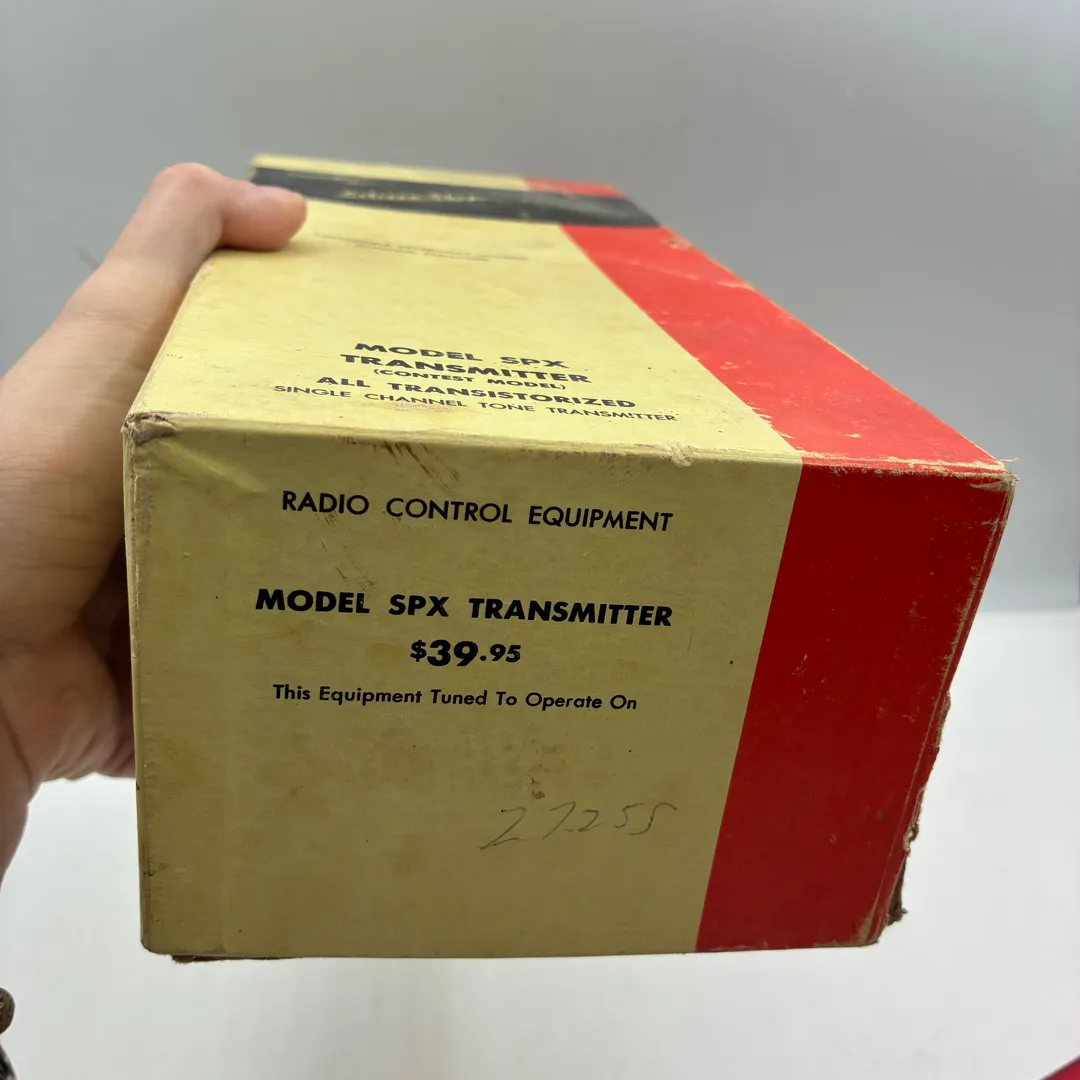 MODEL SPX
TRANSMITTER
(CONTEST MODEL)
ALL TRANSISTORIZED
SINGLE CHANNEL TONE TRANSMITTER
RADIO CONTROL EQUIPMENT
MODEL SPX TRANSMITTER
$39.95
This Equipment Tuned To Operate On
27.255